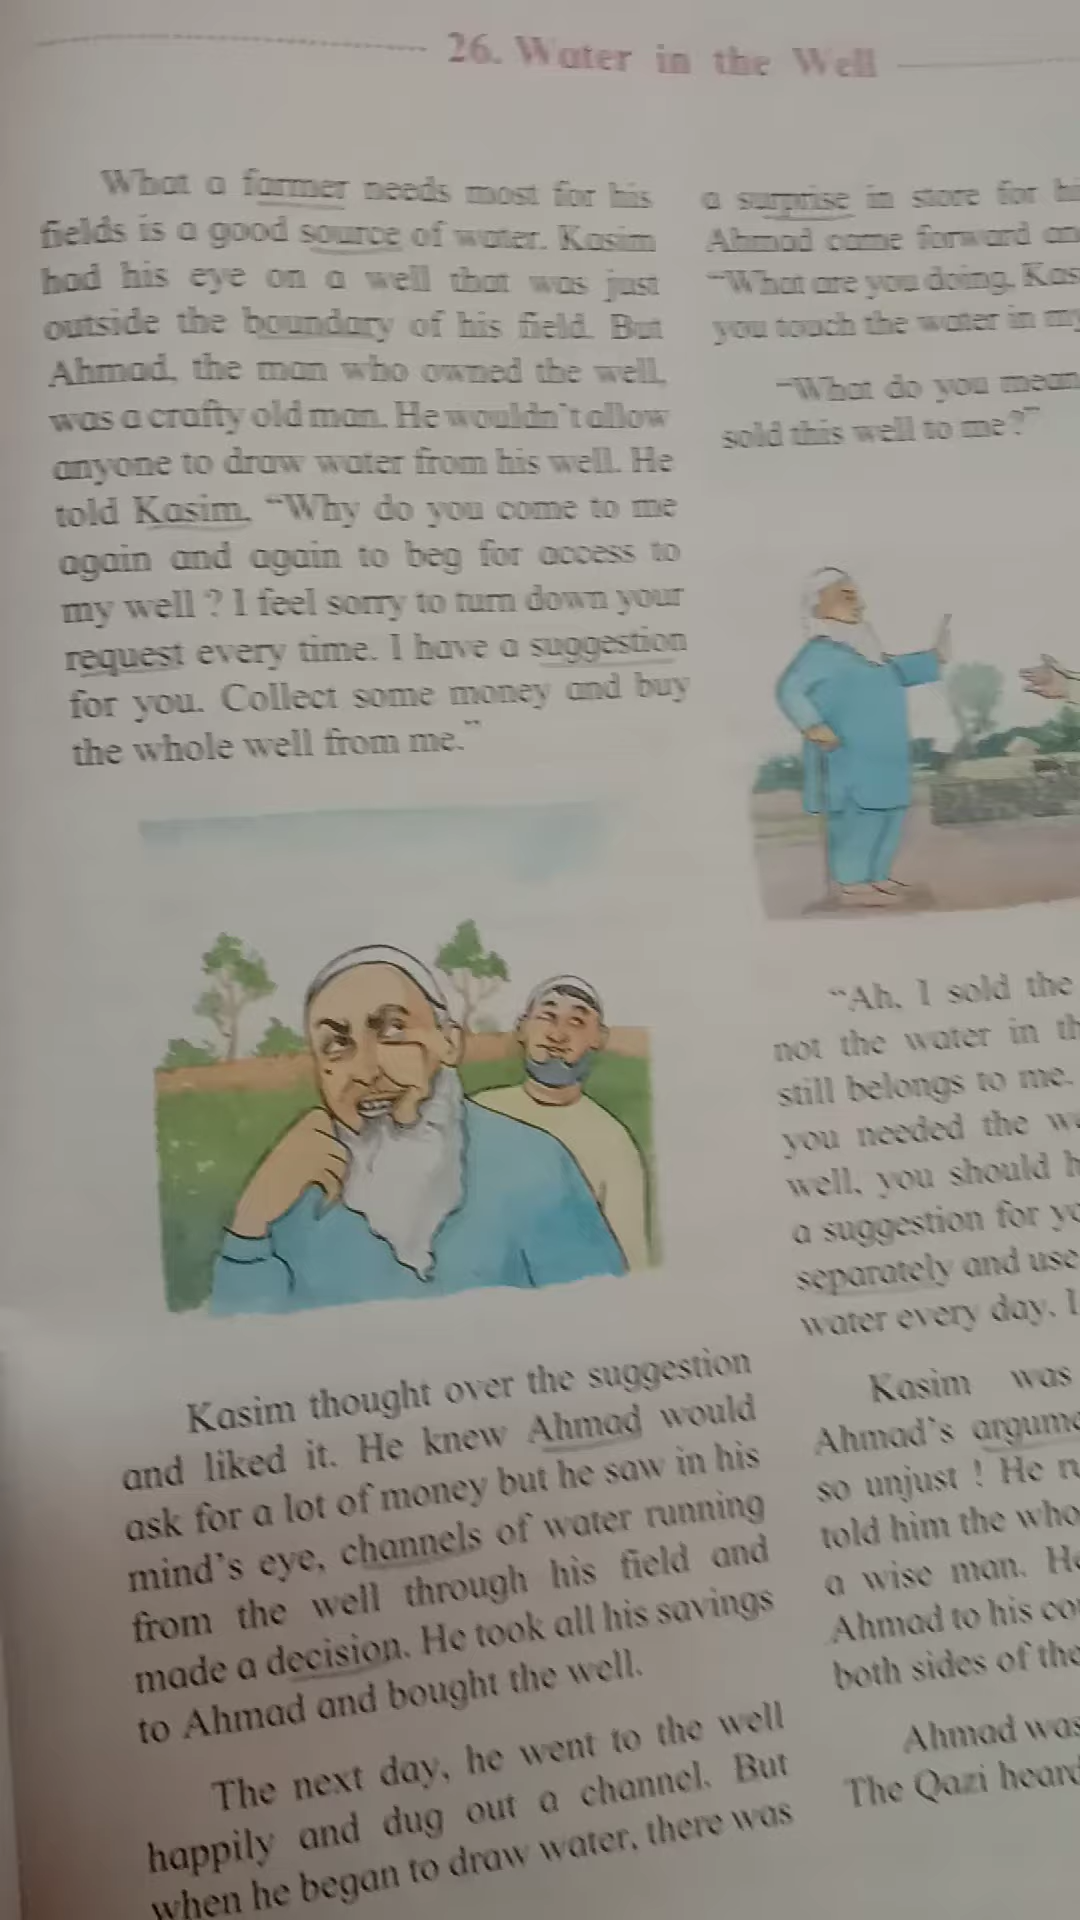 26. Water in the Well
What a farmer needs most for his
fields is a good source of water. Kasim
had his eye on a well that was just
outside the boundary of his field. But
Ahmad, the man who owned the well,
was a crafty old man. He wouldn't allow
anyone to draw water from his well. He
told Kasim, “Why do you come to me
again and again to beg for access to
my well ? I feel sorry to turn down your
request every time. I have a suggestion
for you. Collect some money and buy
the whole well from me.”
Kasim thought over the suggestion
and liked it. He knew Ahmad would
ask for a lot of money but he saw in his
mind's eye, channels of water running
from the well through his field and
made a decision. He took all his savings
to Ahmad and bought the well.
The next day, he went to the well
happily and dug out a channel. But
when he began to draw water, there was
a surprise in store for
Ahmad came forward
“What are you doing,
you touch the water in
“What do you mean
sold this well to me?”
“Ah, I sold the
not the water in
still belongs to me.
you needed the
well, you should
a suggestion for
separately and use
water every day. I
Kasim was
Ahmad's
so unjust ! He
told him the
a wise man.
Ahmad to his
both sides of
Ahmad was
The Qazi heard